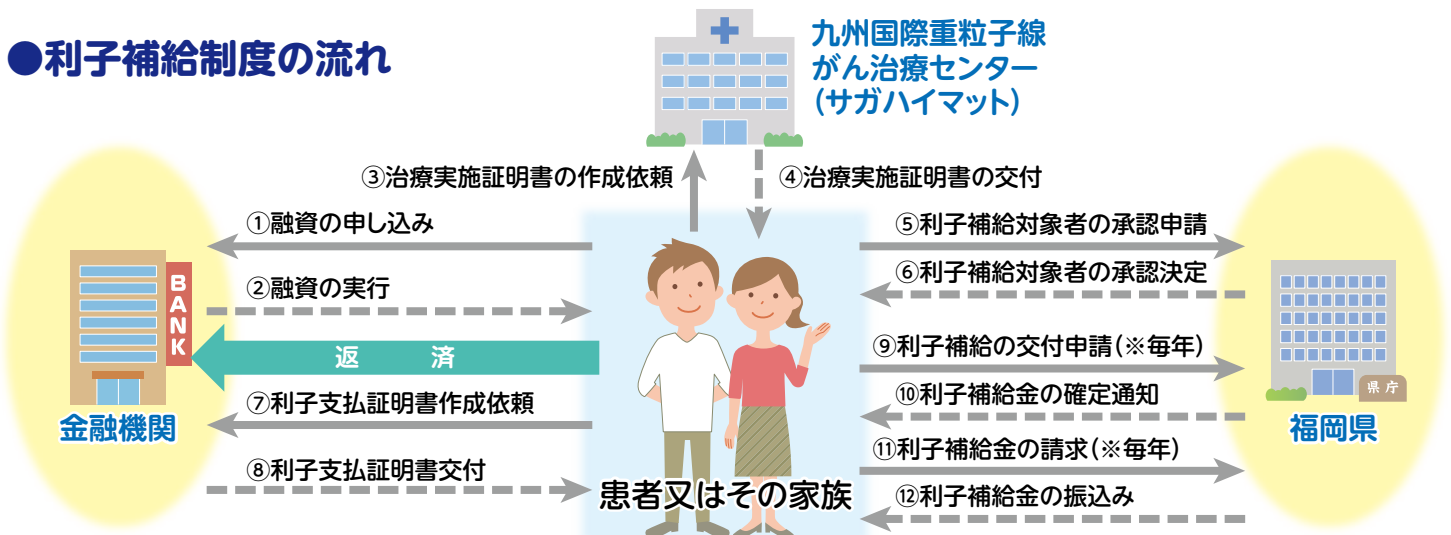 ●利子補給制度の流れ
九州国際重粒子線
がん治療センター
(サガハイマット)
③治療実施証明書の作成依頼
④治療実施証明書の交付
①融資の申し込み
②融資の実行
返 済
⑦利子支払証明書作成依頼
⑧利子支払証明書交付
BANK
金融機関
患者又はその家族
⑤利子補給対象者の承認申請
⑥利子補給対象者の承認決定
⑨利子補給の交付申請(※毎年)
⑩利子補給金の確定通知
⑪利子補給金の請求(※毎年)
⑫利子補給金の振込み
県庁
福岡県